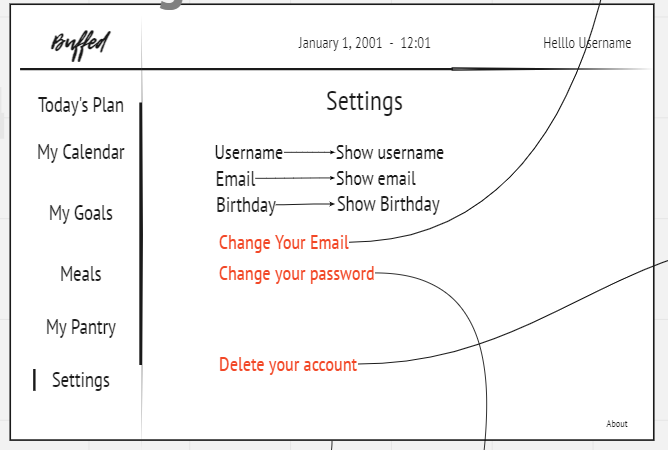 Buffed
January 1, 2001 - 12:01
Helllo Username
Today's Plan
My Calendar
My Goals
Meals
My Pantry
Settings
Settings
Username Show username
Email Show email
Birthday Show Birthday
Change Your Email
Change your password
Delete your account
About